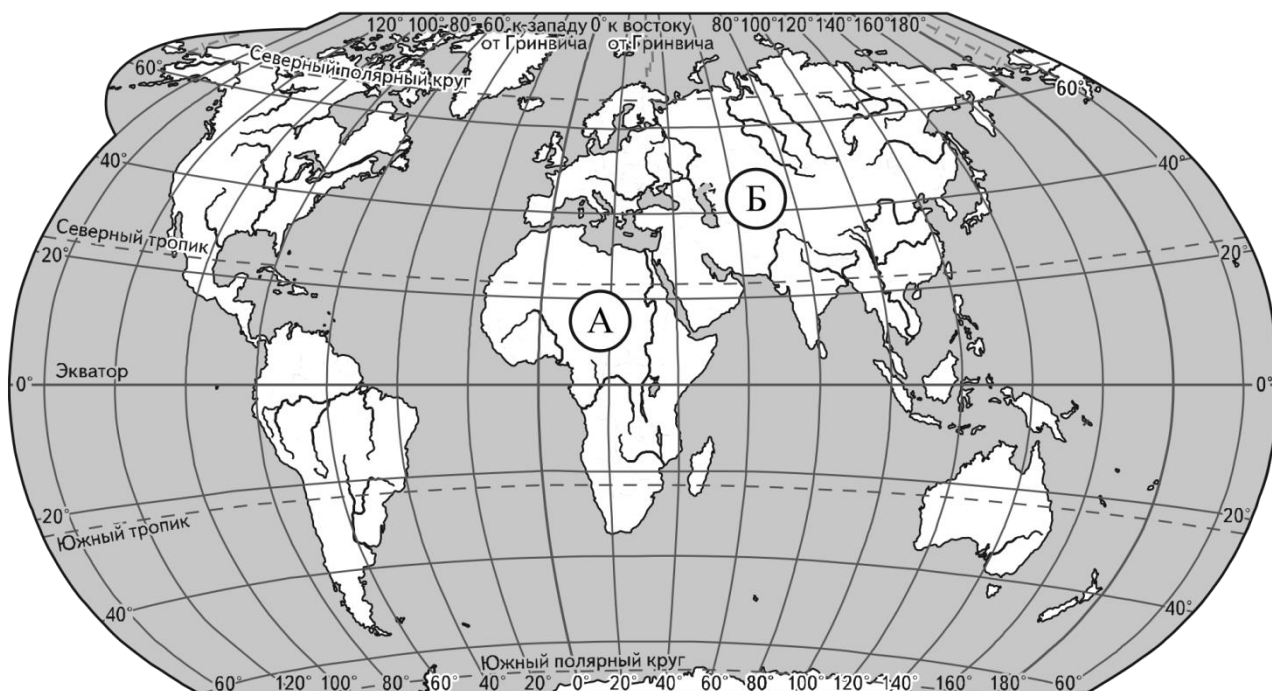 120° 100° 80° 60° к западу 0° к востоку 80° 100° 120° 140° 160° 180°
от Гринвича от Гринвича
60° Северный полярный круг 60°
40° 40°
Б
Северный тропик
20° 20°
А
Экватор
0° 0°
20° 20°
Южный тропик
40° 40°
Южный полярный круг
60° 120° 100° 80° 60° 40° 20° 0° 20° 40° 60° 80° 100° 120° 140° 160° 180° 60°